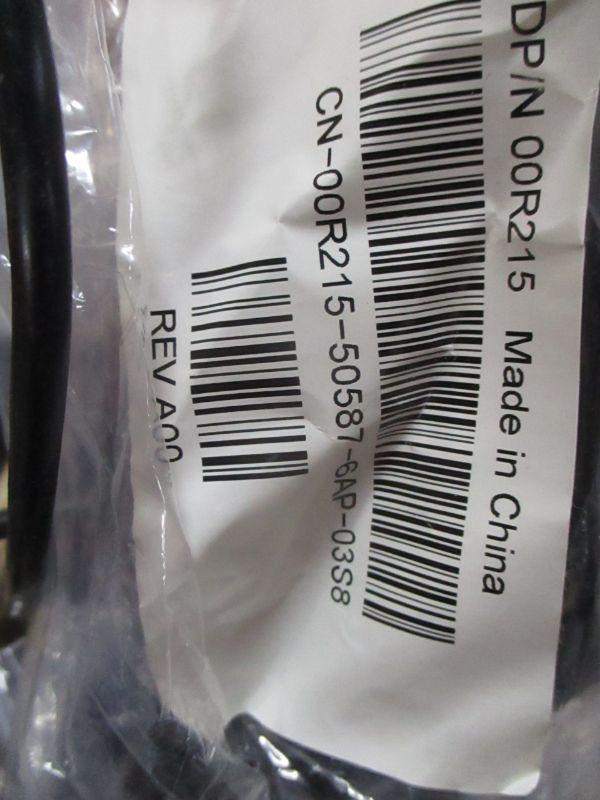 DP/N 00R215 Made in China
CN-00R215-50587-6AP-03S8
REV A00